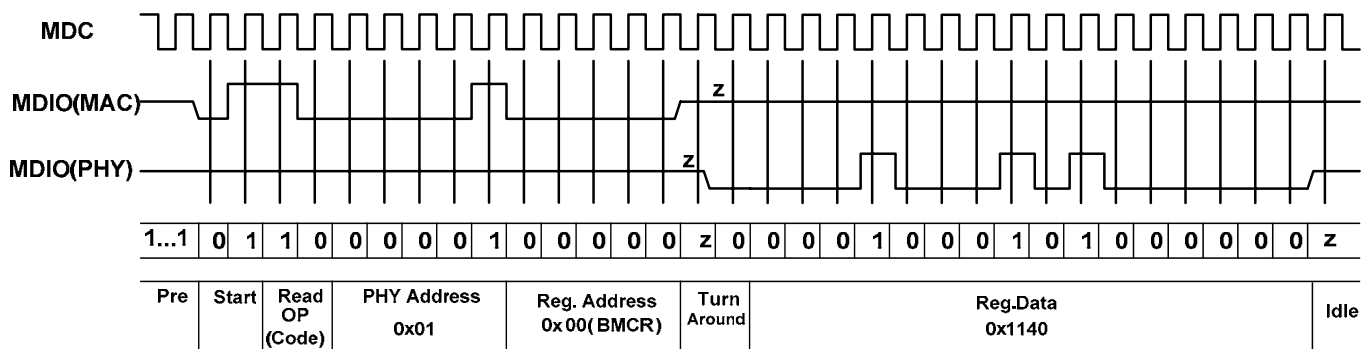 MDC
MDIO(MAC)
z
MDIO(PHY)
z
1...1 0 1 1 0 0 0 0 0 1 0 0 0 0 0 z 0 0 0 0 1 0 0 0 1 0 1 0 0 0 0 0 0 z
Pre
Start
Read
OP
(Code)
PHY Address
0x01
Reg. Address
0x00(BMCR)
Turn
Around
Reg.Data
0x1140
Idle